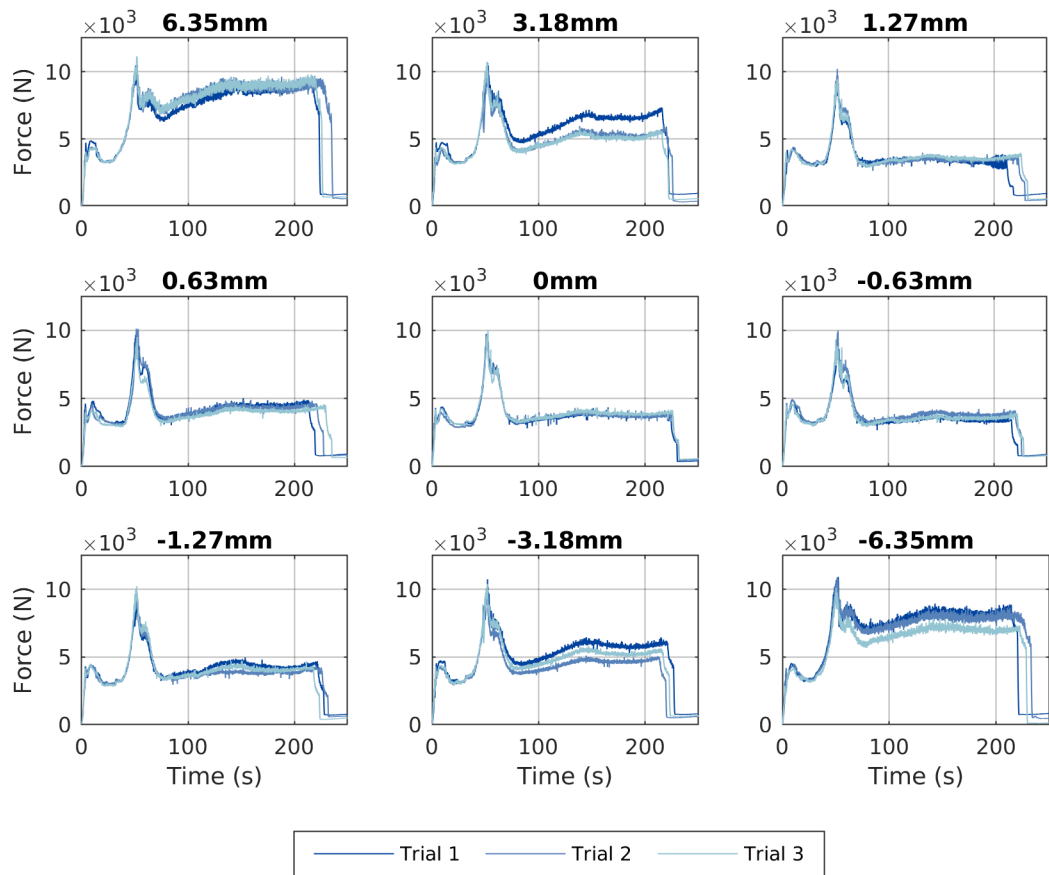 ×10³ 6.35mm
×10³ 3.18mm
×10³ 1.27mm
Force (N)
10
5
0
0 100 200
10
5
0
0 100 200
10
5
0
0 100 200
×10³ 0.63mm
×10³ 0mm
×10³ -0.63mm
Force (N)
10
5
0
0 100 200
10
5
0
0 100 200
10
5
0
0 100 200
×10³ -1.27mm
×10³ -3.18mm
×10³ -6.35mm
Force (N)
10
5
0
0 100 200
Time (s)
10
5
0
0 100 200
Time (s)
10
5
0
0 100 200
Time (s)
Trial 1 Trial 2 Trial 3